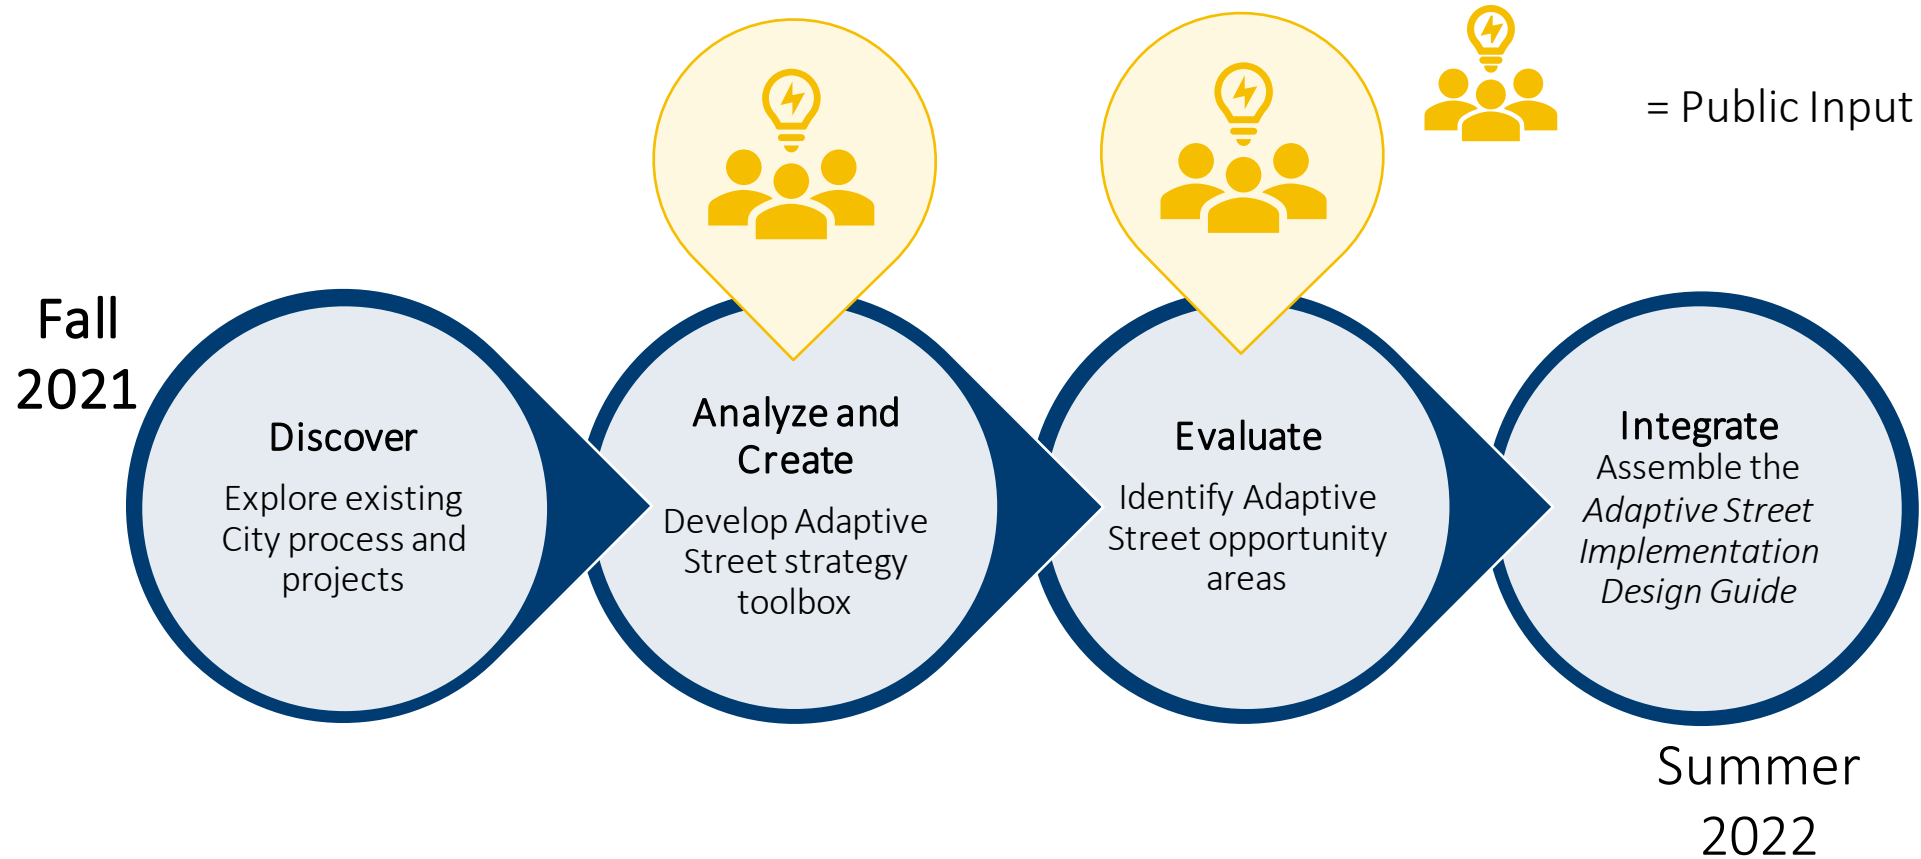 = Public Input
Fall
2021
Discover
Explore existing
City process and
projects
Analyze and
Create
Develop Adaptive
Street strategy
toolbox
Evaluate
Identify Adaptive
Street opportunity
areas
Integrate
Assemble the
Adaptive Street
Implementation
Design Guide
Summer
2022